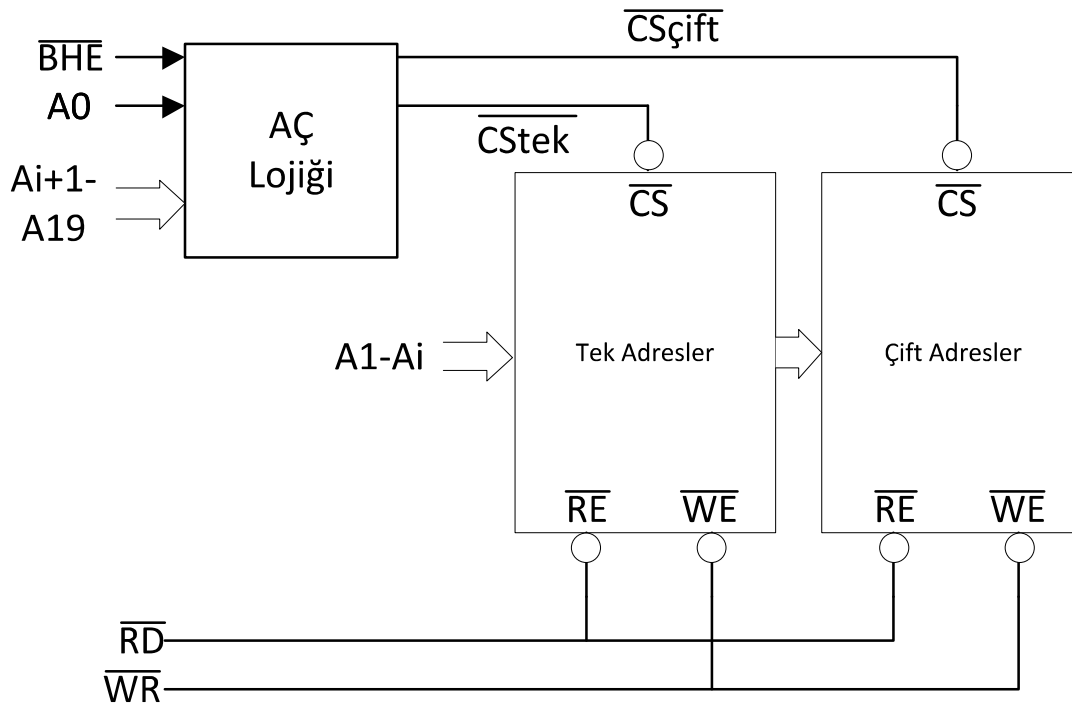 CSçift
BHE
A0
AÇ
Lojiği
CStek
Ai+1-
A19
CS
CS
A1-Ai
Tek Adresler
Çift Adresler
RE
WE
RE
WE
RD
WR